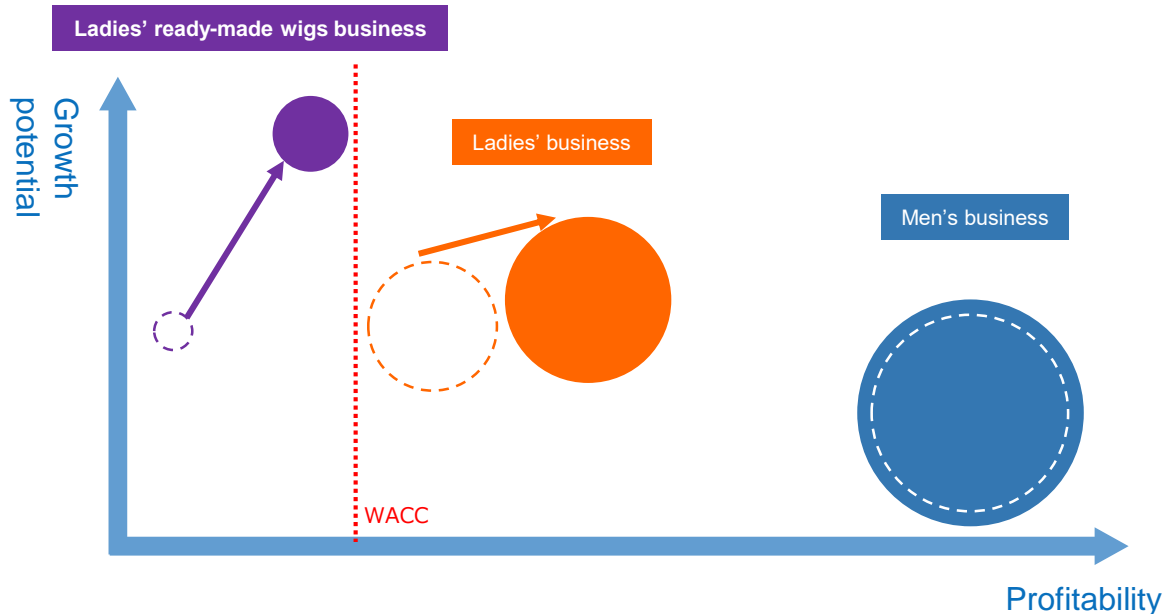 Ladies’ ready-made wigs business
Growth
potential
Ladies’ business
Men’s business
WACC
Profitability